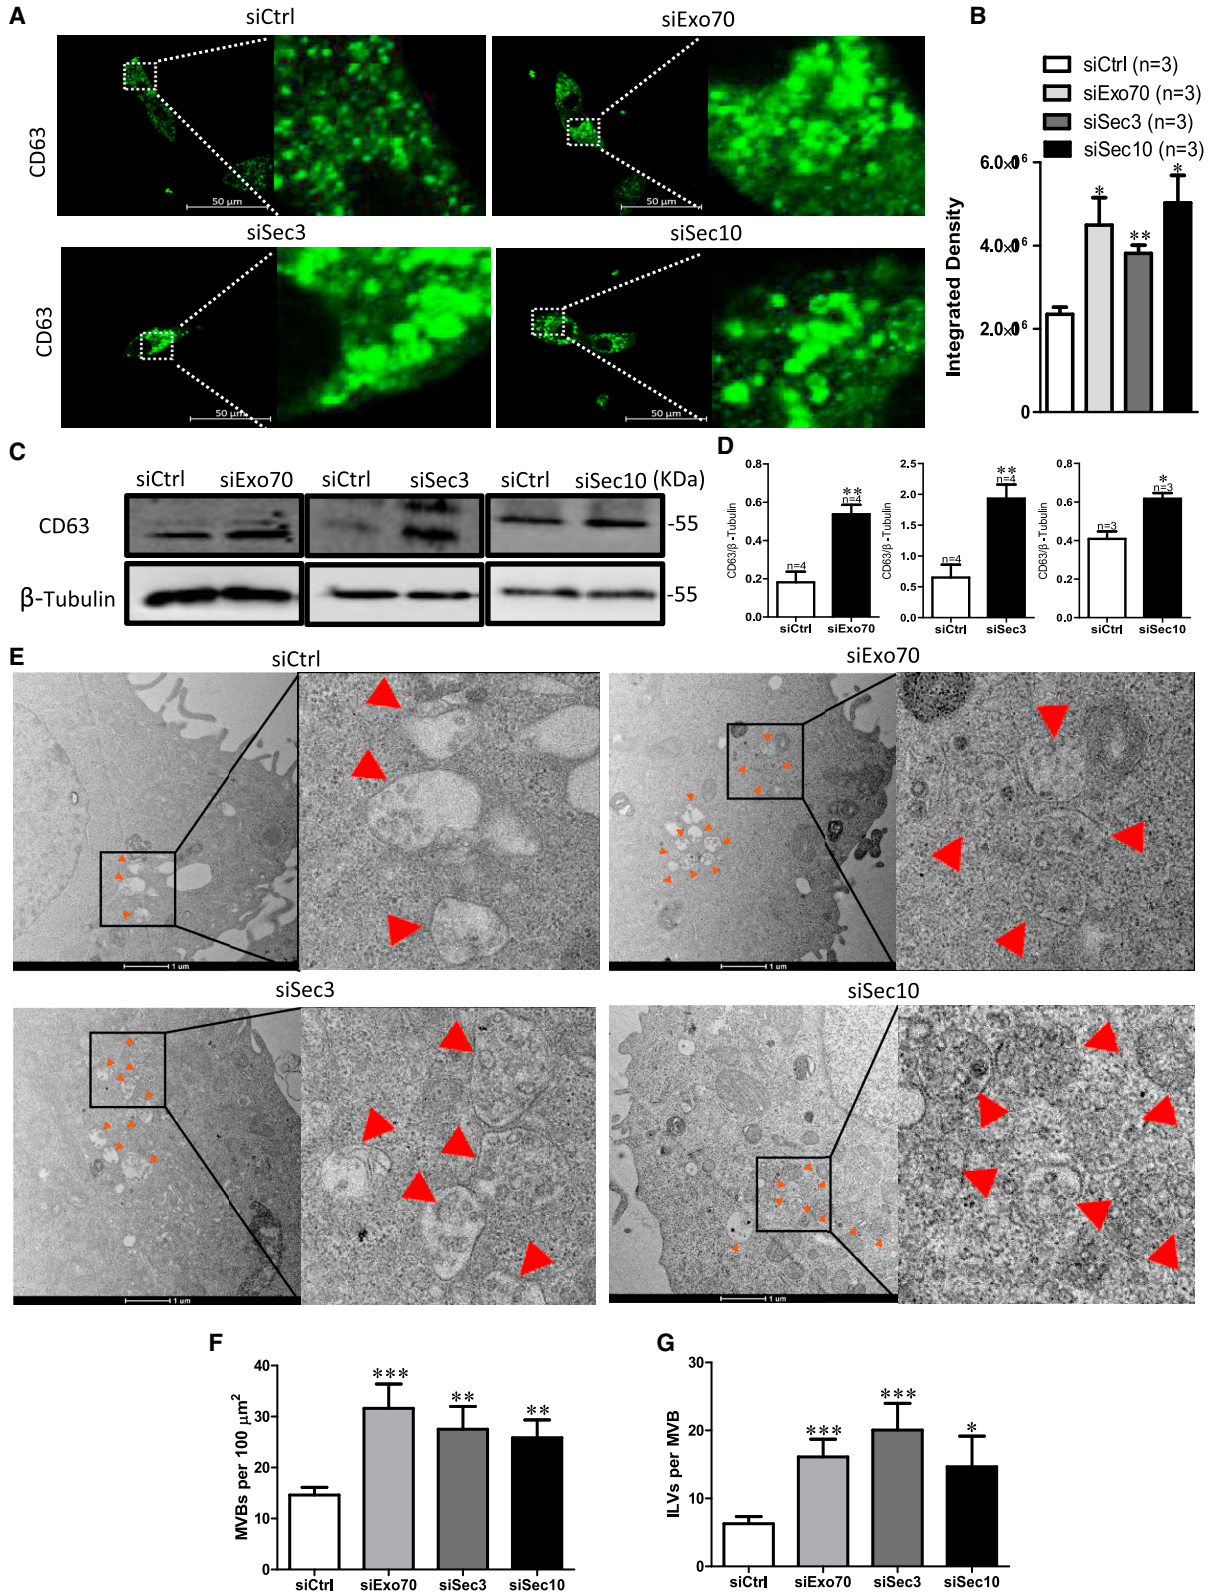 A
siCtrl
siExo70
CD63
50 µm
50 µm
siSec3
siSec10
CD63
50 µm
50 µm
B
siCtrl (n=3)
siExo70 (n=3)
siSec3 (n=3)
siSec10 (n=3)
Integrated Density
6.0×10⁶
4.0×10⁶
2.0×10⁶
0
*
**
*
C
siCtrl siExo70 siCtrl siSec3 siCtrl siSec10 (KDa)
CD63
-55
β-Tubulin
-55
D
CD63/β-Tubulin
0.8
0.6
0.4
0.2
0.0
n=4
**
n=4
siCtrl siExo70
CD63/β-Tubulin
2.5
2.0
1.5
1.0
0.5
0.0
n=4
**
n=4
siCtrl siSec3
CD63/β-Tubulin
0.8
0.6
0.4
0.2
0.0
n=3
*
n=3
siCtrl siSec10
E
siCtrl
siExo70
1 um
1 um
siSec3
siSec10
1 um
1 um
F
MVBs per 100 µm²
40
30
20
10
0
***
**
**
siCtrl siExo70 siSec3 siSec10
G
ILVs per MVB
30
20
10
0
***
***
*
siCtrl siExo70 siSec3 siSec10